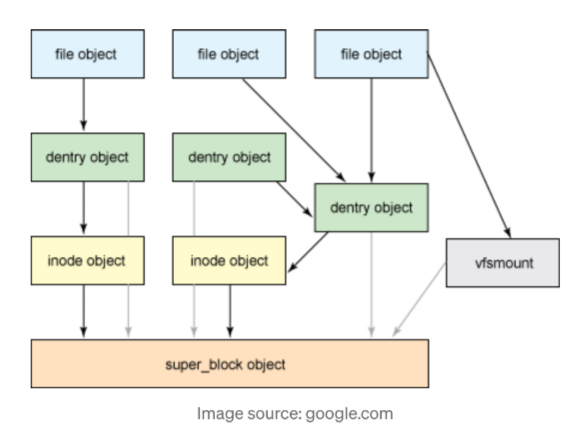 file object
file object
file object
dentry object
dentry object
dentry object
inode object
inode object
vfsmount
super_block object
Image source: google.com